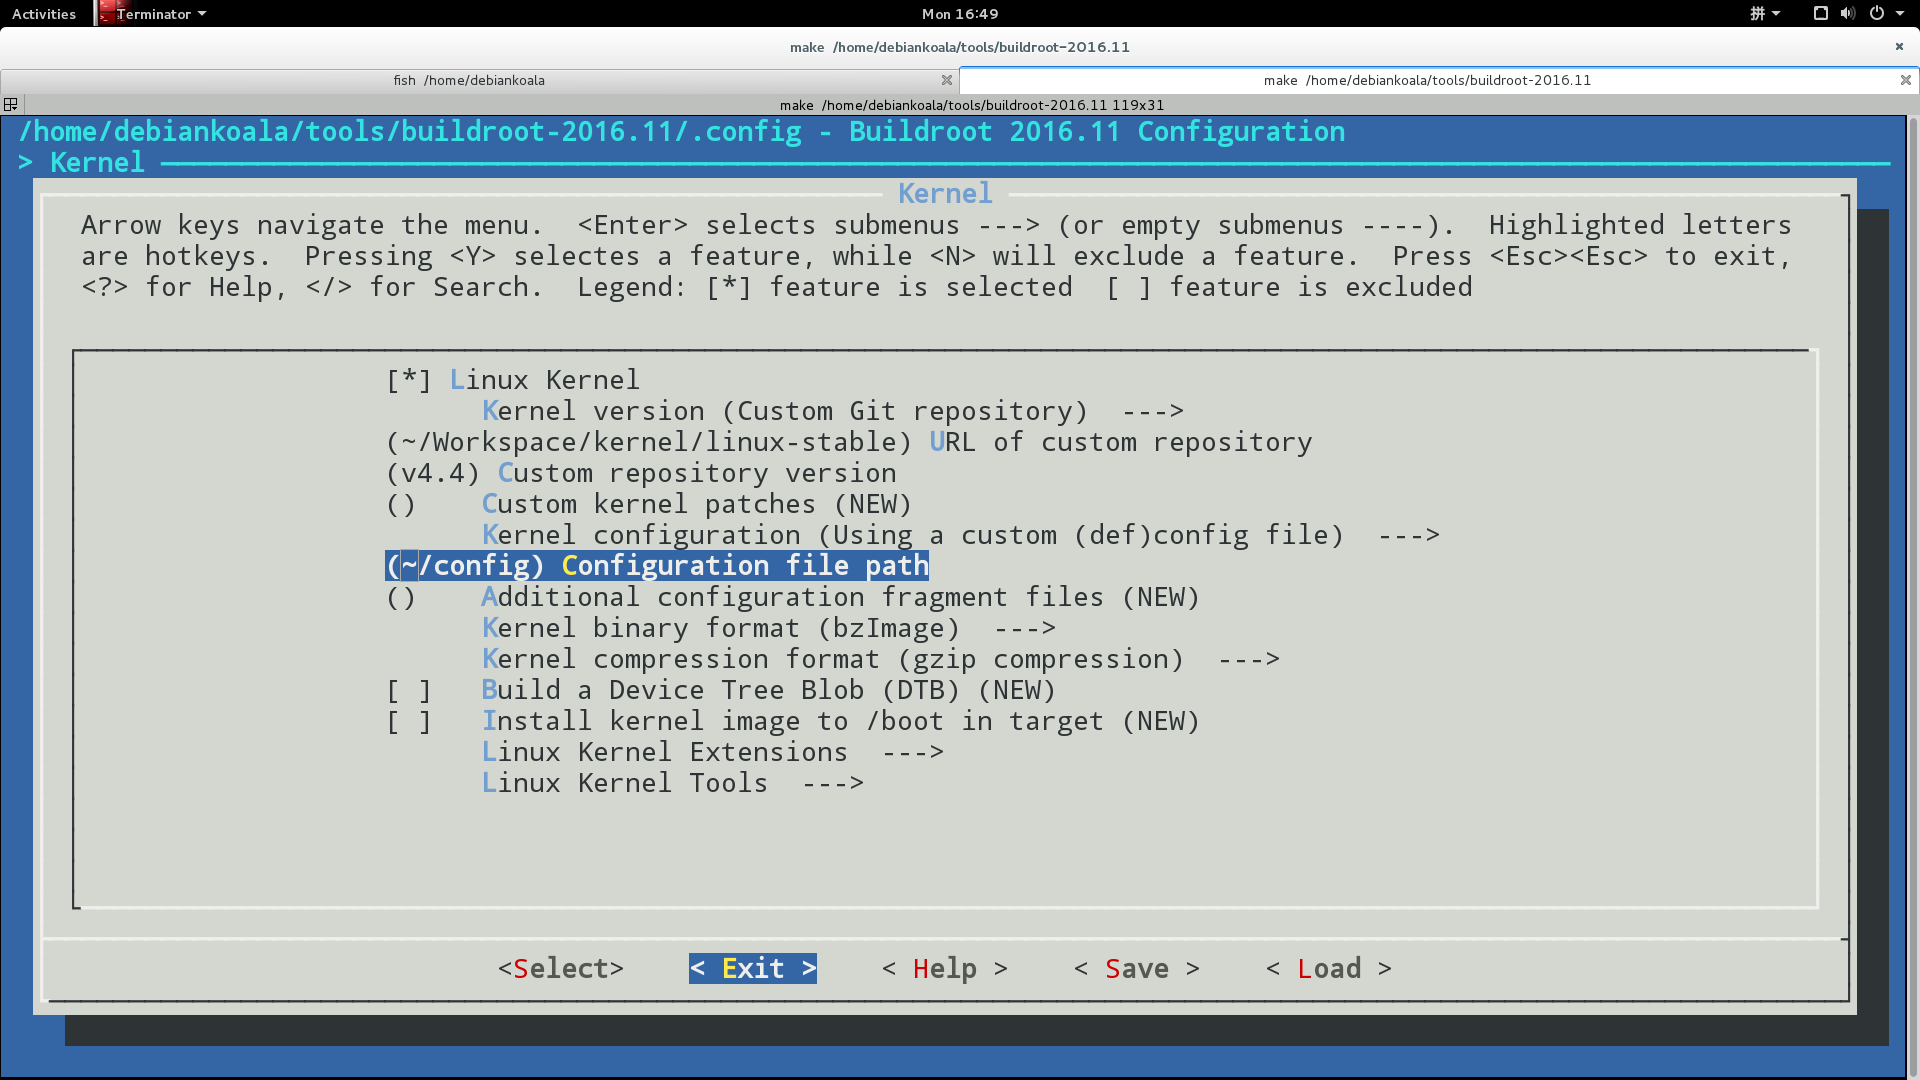 Activities Terminator Mon 16:49 拼
make /home/debiankoala/tools/buildroot-2016.11
fish /home/debiankoala make /home/debiankoala/tools/buildroot-2016.11
make /home/debiankoala/tools/buildroot-2016.11 119x31
/home/debiankoala/tools/buildroot-2016.11/.config - Buildroot 2016.11 Configuration
> Kernel
Kernel
Arrow keys navigate the menu. <Enter> selects submenus ---> (or empty submenus ----). Highlighted letters
are hotkeys. Pressing <Y> selectes a feature, while <N> will exclude a feature. Press <Esc><Esc> to exit,
<?> for Help, </> for Search. Legend: [*] feature is selected [ ] feature is excluded
[*] Linux Kernel
Kernel version (Custom Git repository) --->
(~/Workspace/kernel/linux-stable) URL of custom repository
(v4.4) Custom repository version
() Custom kernel patches (NEW)
Kernel configuration (Using a custom (def)config file) --->
(~/config) Configuration file path
() Additional configuration fragment files (NEW)
Kernel binary format (bzImage) --->
Kernel compression format (gzip compression) --->
[ ] Build a Device Tree Blob (DTB) (NEW)
[ ] Install kernel image to /boot in target (NEW)
Linux Kernel Extensions --->
Linux Kernel Tools --->
<Select> < Exit > < Help > < Save > < Load >